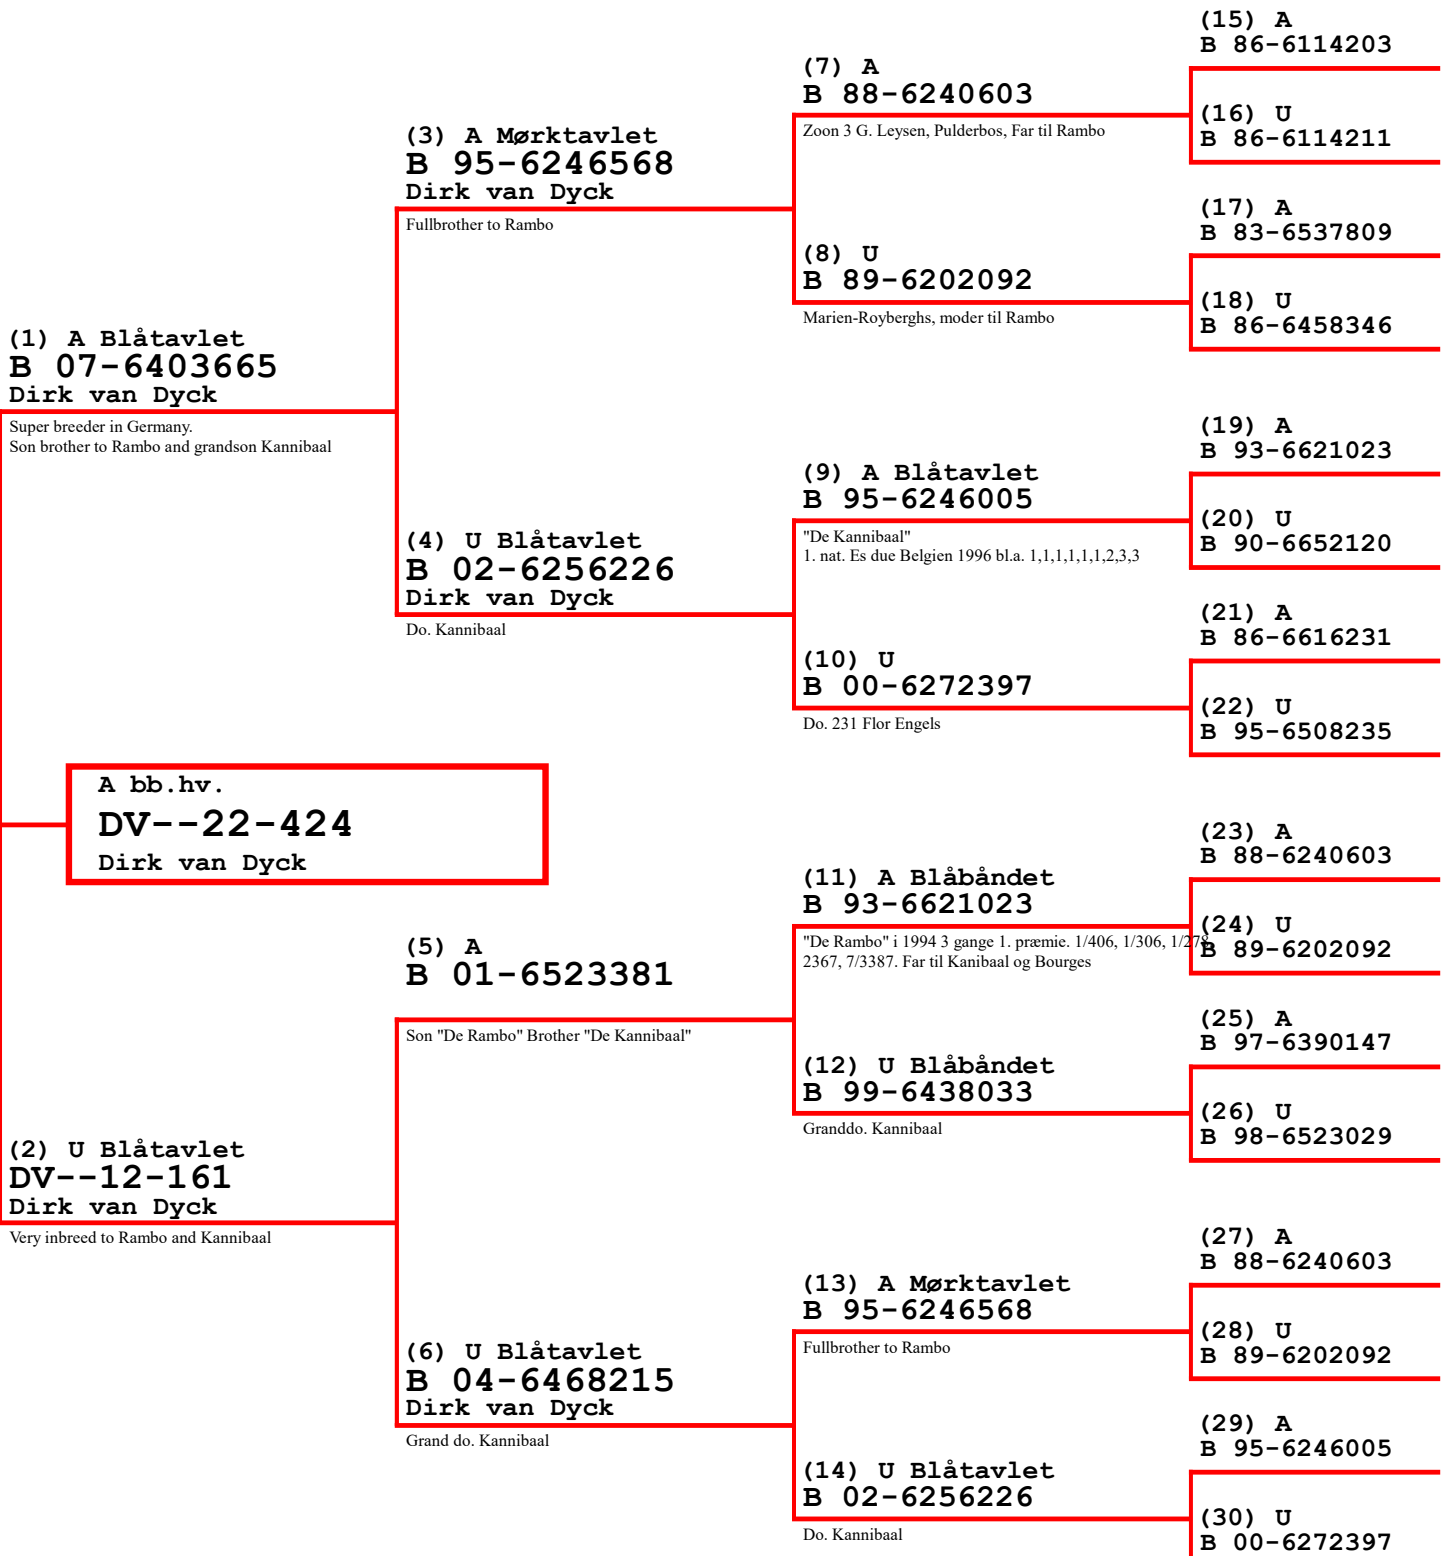 (1) A Blåtavlet
B 07-6403665
Dirk van Dyck
Super breeder in Germany.
Son brother to Rambo and grandson Kannibaal
A bb.hv.
DV--22-424
Dirk van Dyck
(2) U Blåtavlet
DV--12-161
Dirk van Dyck
Very inbreed to Rambo and Kannibaal
(3) A Mørktavlet
B 95-6246568
Dirk van Dyck
Fullbrother to Rambo
(4) U Blåtavlet
B 02-6256226
Dirk van Dyck
Do. Kannibaal
(5) A
B 01-6523381
Son "De Rambo" Brother "De Kannibaal"
(6) U Blåtavlet
B 04-6468215
Dirk van Dyck
Grand do. Kannibaal
(7) A
B 88-6240603
Zoon 3 G. Leysen, Pulderbos, Far til Rambo
(8) U
B 89-6202092
Marien-Royberghs, moder til Rambo
(9) A Blåtavlet
B 95-6246005
"De Kannibaal"
1. nat. Es due Belgien 1996 bl.a. 1,1,1,1,1,1,2,3,3
(10) U
B 00-6272397
Do. 231 Flor Engels
(11) A Blåbåndet
B 93-6621023
"De Rambo" i 1994 3 gange 1. præmie. 1/406, 1/306, 1/278,
2367, 7/3387. Far til Kanibaal og Bourges
(12) U Blåbåndet
B 99-6438033
Granddo. Kannibaal
(13) A Mørktavlet
B 95-6246568
Fullbrother to Rambo
(14) U Blåtavlet
B 02-6256226
Do. Kannibaal
(15) A
B 86-6114203
(16) U
B 86-6114211
(17) A
B 83-6537809
(18) U
B 86-6458346
(19) A
B 93-6621023
(20) U
B 90-6652120
(21) A
B 86-6616231
(22) U
B 95-6508235
(23) A
B 88-6240603
(24) U
B 89-6202092
(25) A
B 97-6390147
(26) U
B 98-6523029
(27) A
B 88-6240603
(28) U
B 89-6202092
(29) A
B 95-6246005
(30) U
B 00-6272397